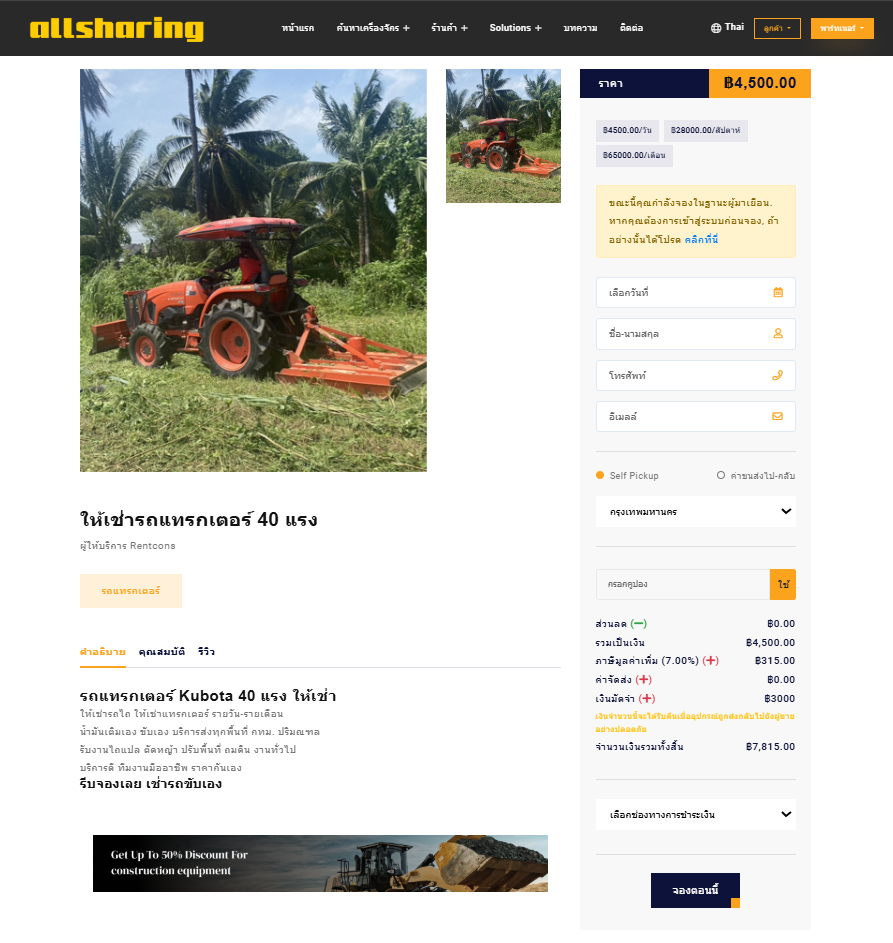 allsharing
หน้าแรก
ค้นหาเครื่องจักร +
ร้านค้า +
Solutions +
บทความ
ติดต่อ
Thai
ลูกค้า
พาร์ทเนอร์
ราคา
฿4,500.00
฿4500.00/วัน
฿28000.00/สัปดาห์
฿65000.00/เดือน
ขณะนี้คุณกำลังจองในฐานะผู้มาเยือน.
หากคุณต้องการเข้าสู่ระบบก่อนจอง, ถ้า
อย่างนั้นได้โปรด คลิกที่นี่
เลือกวันที่
ชื่อ-นามสกุล
โทรศัพท์
อีเมลล์
Self Pickup
ค่าขนส่งไป-กลับ
กรุงเทพมหานคร
กรอกคูปอง
ใช้
ส่วนลด (−) ฿0.00
รวมเป็นเงิน ฿4,500.00
ภาษีมูลค่าเพิ่ม (7.00%) (+) ฿315.00
ค่าจัดส่ง (+) ฿0.00
เงินมัดจำ (+) ฿3000
เงินจำนวนนี้จะได้รับคืนเมื่ออุปกรณ์ถูกส่งกลับไปยังผู้ขาย
อย่างปลอดภัย
จำนวนเงินรวมทั้งสิ้น ฿7,815.00
เลือกช่องทางการชำระเงิน
จองตอนนี้
ให้เช่ารถแทรกเตอร์ 40 แรง
ผู้ให้บริการ Rentcons
รถแทรกเตอร์
คำอธิบาย
คุณสมบัติ
รีวิว
รถแทรกเตอร์ Kubota 40 แรง ให้เช่า
ให้เช่ารถไถ ให้เช่าแทรกเตอร์ รายวัน-รายเดือน
น้ำมันเติมเอง ขับเอง บริการส่งทุกพื้นที่ กทม. ปริมณฑล
รับงานไถแปล ตัดหญ้า ปรับพื้นที่ ถมดิน งานทั่วไป
บริการดี ทีมงานมืออาชีพ ราคากันเอง
รีบจองเลย เช่ารถขับเอง
Get Up To 50% Discount For
construction equipment